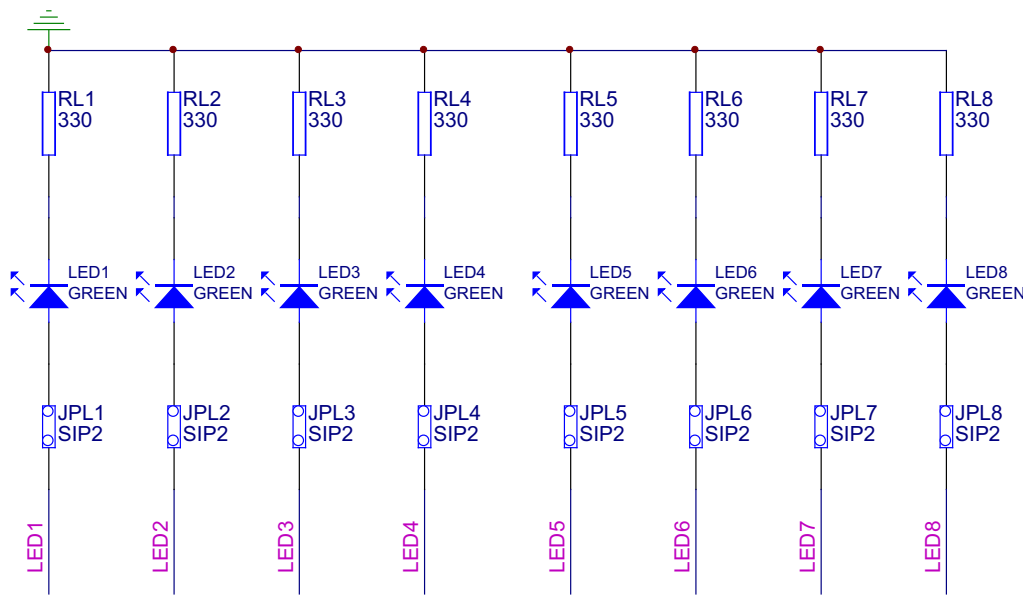 RL1
330
RL2
330
RL3
330
RL4
330
RL5
330
RL6
330
RL7
330
RL8
330
LED1
GREEN
LED2
GREEN
LED3
GREEN
LED4
GREEN
LED5
GREEN
LED6
GREEN
LED7
GREEN
LED8
GREEN
JPL1
SIP2
JPL2
SIP2
JPL3
SIP2
JPL4
SIP2
JPL5
SIP2
JPL6
SIP2
JPL7
SIP2
JPL8
SIP2
LED1
LED2
LED3
LED4
LED5
LED6
LED7
LED8